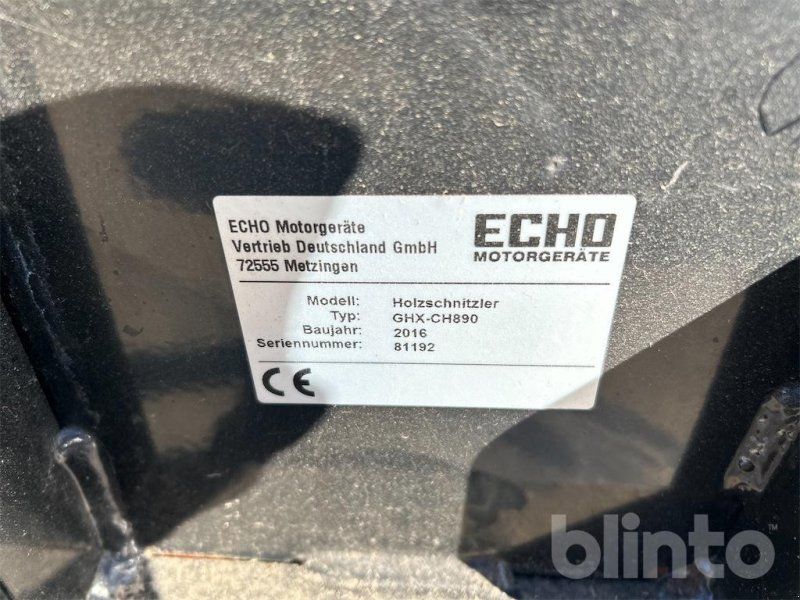 ECHO Motorgeräte
Vertrieb Deutschland GmbH
72555 Metzingen
ECHO
MOTORGERÄTE
Modell: Holzschnitzler
Typ: GHX-CH890
Baujahr: 2016
Seriennummer: 81192
CE
blinto™